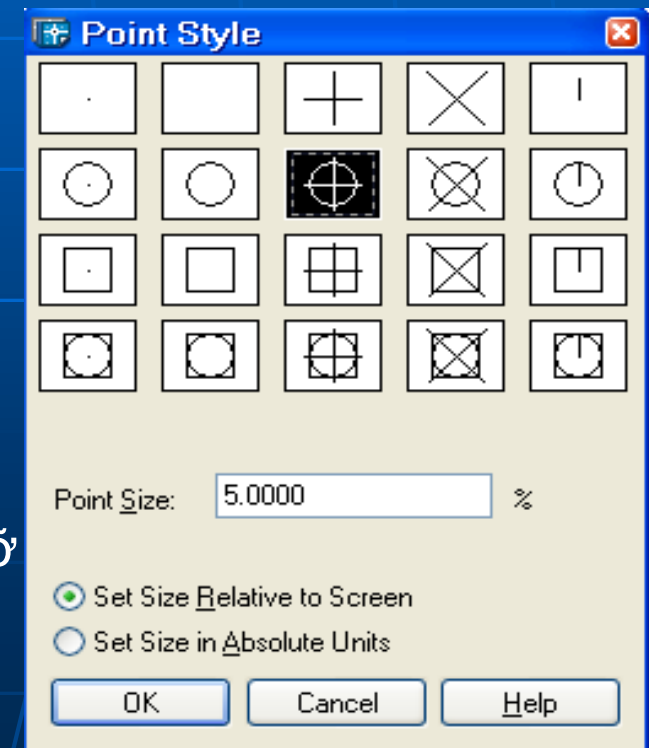 Point Style
Point Size: 5.0000 %
ỡ
Set Size Relative to Screen
Set Size in Absolute Units
OK Cancel Help